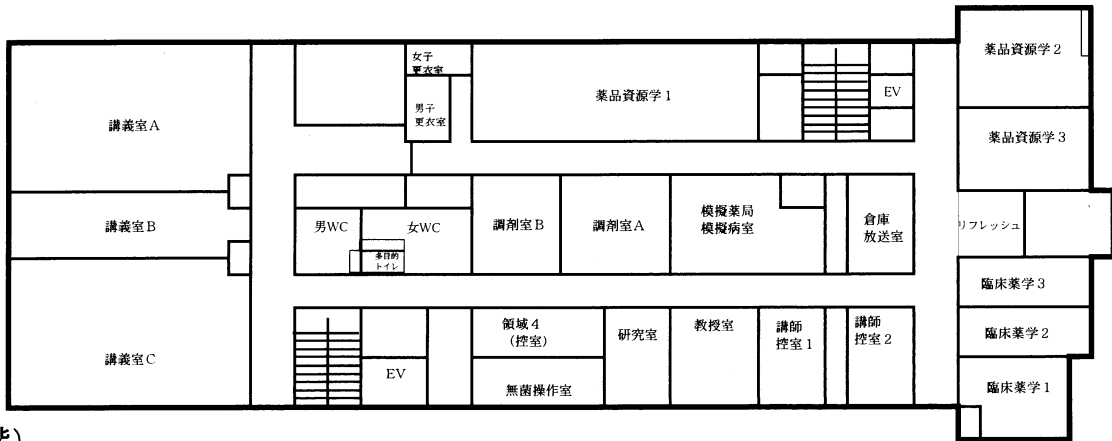 薬品資源学2
女子
更衣室
講義室A
男子
更衣室
薬品資源学1
EV
薬品資源学3
講義室B
男WC
女WC
多目的
トイレ
調剤室B
調剤室A
模擬薬局
模擬病室
倉庫
放送室
リフレッシュ
臨床薬学3
講義室C
EV
領域4
(控室)
無菌操作室
研究室
教授室
講師
控室1
講師
控室2
臨床薬学2
臨床薬学1